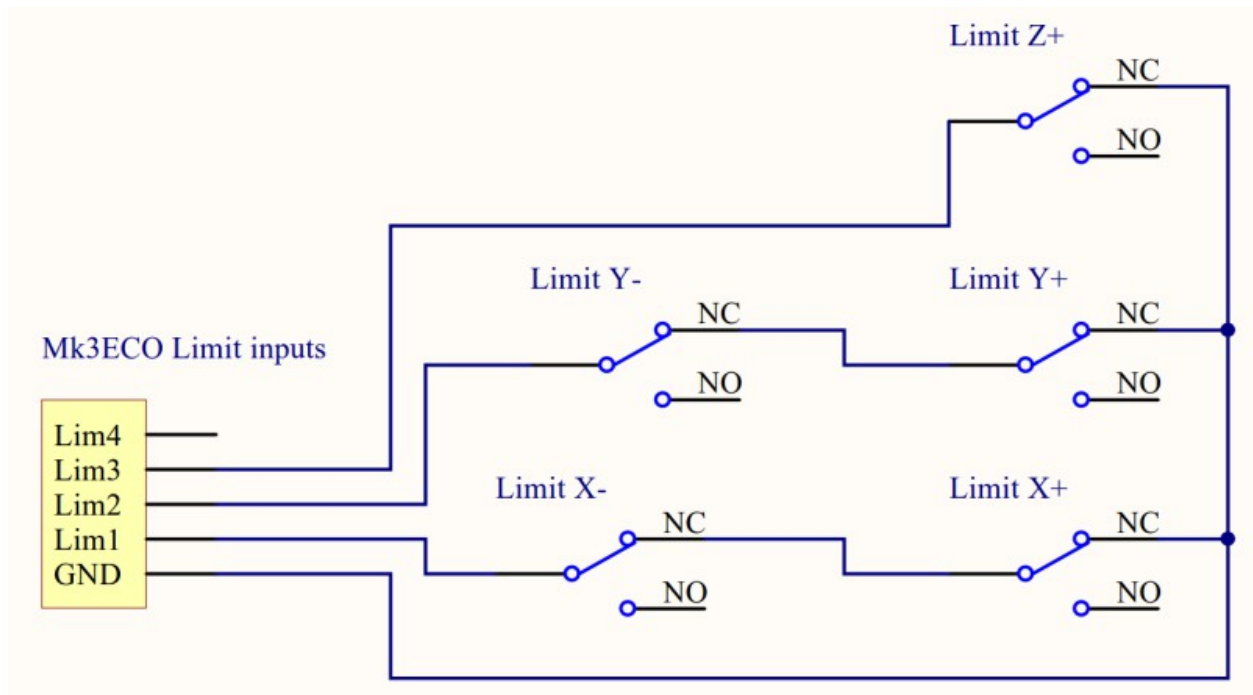 Limit Z+
NC
NO
Limit Y-
NC
NO
Limit Y+
NC
NO
Mk3ECO Limit inputs
Lim4
Lim3
Lim2
Lim1
GND
Limit X-
NC
NO
Limit X+
NC
NO